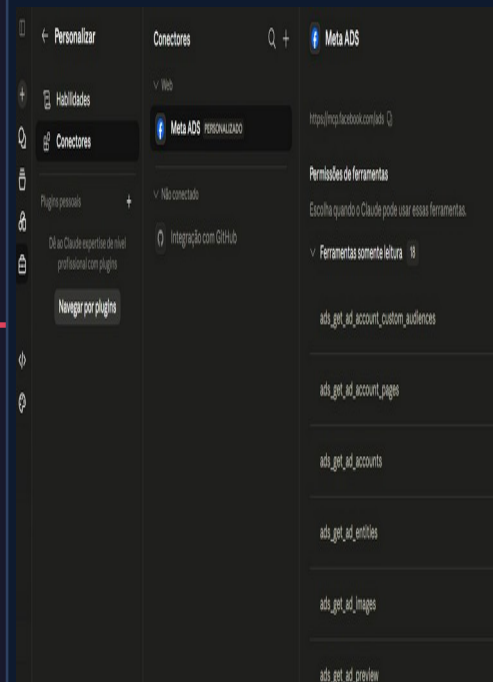 Personalizar
Habilidades
Conectores
Plugins pessoais
Dê ao Claude expertise de nível
profissional com plugins
Navegar por plugins
Conectores
Web
Meta ADS PERSONALIZADO
Não conectado
Integração com GitHub
Meta ADS
https://mcp.facebook.com/ads
Permissões de ferramentas
Escolha quando o Claude pode usar essas ferramentas.
Ferramentas somente leitura 18
ads_get_ad_account_custom_audiences
ads_get_ad_account_pages
ads_get_ad_accounts
ads_get_ad_entities
ads_get_ad_images
ads_get_ad_preview